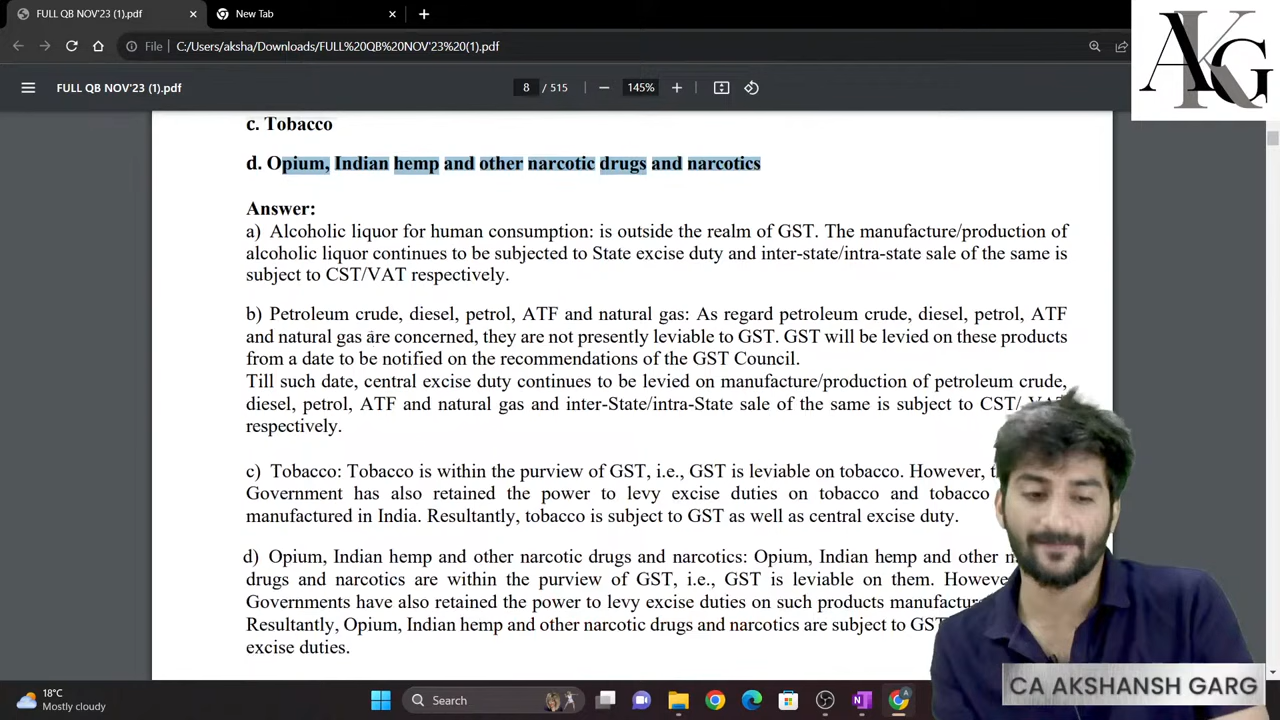 FULL QB NOV'23 (1).pdf
New Tab
File C:/Users/aksha/Downloads/FULL%20QB%20NOV'23%20(1).pdf
AKG
FULL QB NOV'23 (1).pdf
8 / 515
145%
c. Tobacco
d. Opium, Indian hemp and other narcotic drugs and narcotics
Answer:
a) Alcoholic liquor for human consumption: is outside the realm of GST. The manufacture/production of
alcoholic liquor continues to be subjected to State excise duty and inter-state/intra-state sale of the same is
subject to CST/VAT respectively.
b) Petroleum crude, diesel, petrol, ATF and natural gas: As regard petroleum crude, diesel, petrol, ATF
and natural gas are concerned, they are not presently leviable to GST. GST will be levied on these products
from a date to be notified on the recommendations of the GST Council.
Till such date, central excise duty continues to be levied on manufacture/production of petroleum crude,
diesel, petrol, ATF and natural gas and inter-State/intra-State sale of the same is subject to CST/ VAT
respectively.
c) Tobacco: Tobacco is within the purview of GST, i.e., GST is leviable on tobacco. However,
Government has also retained the power to levy excise duties on tobacco and tobacco
manufactured in India. Resultantly, tobacco is subject to GST as well as central excise duty.
d) Opium, Indian hemp and other narcotic drugs and narcotics: Opium, Indian hemp and other
drugs and narcotics are within the purview of GST, i.e., GST is leviable on them.
Governments have also retained the power to levy excise duties on such products
Resultantly, Opium, Indian hemp and other narcotic drugs and narcotics are subject to GST
excise duties.
CA AKSHANSH GARG
18°C
Mostly cloudy
Search